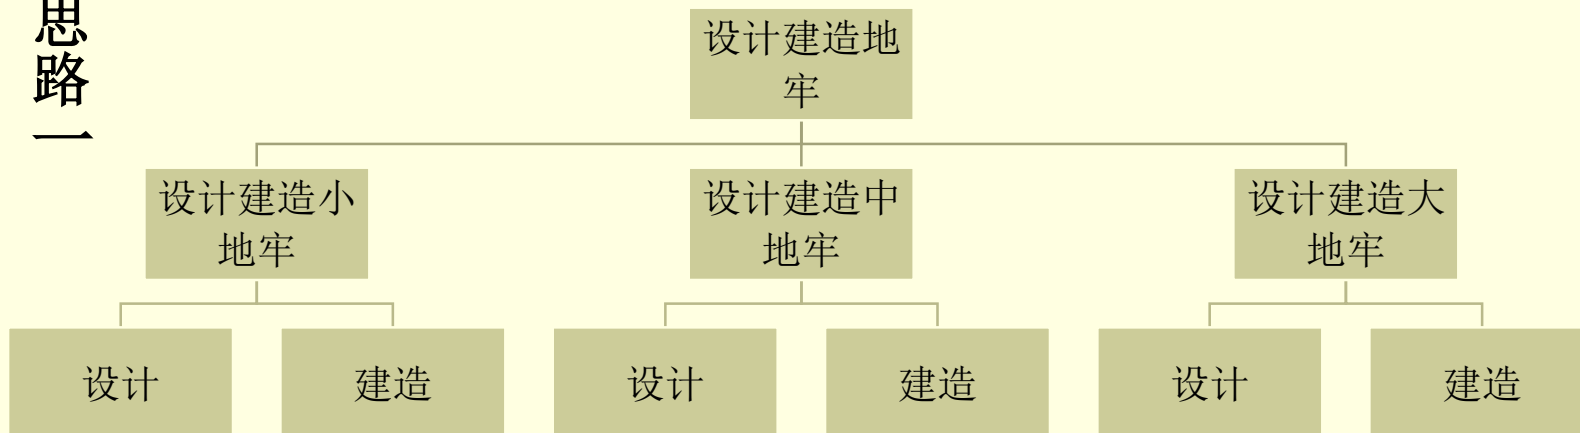 思路一
设计建造地
牢
设计建造小
地牢
设计建造中
地牢
设计建造大
地牢
设计
建造
设计
建造
设计
建造